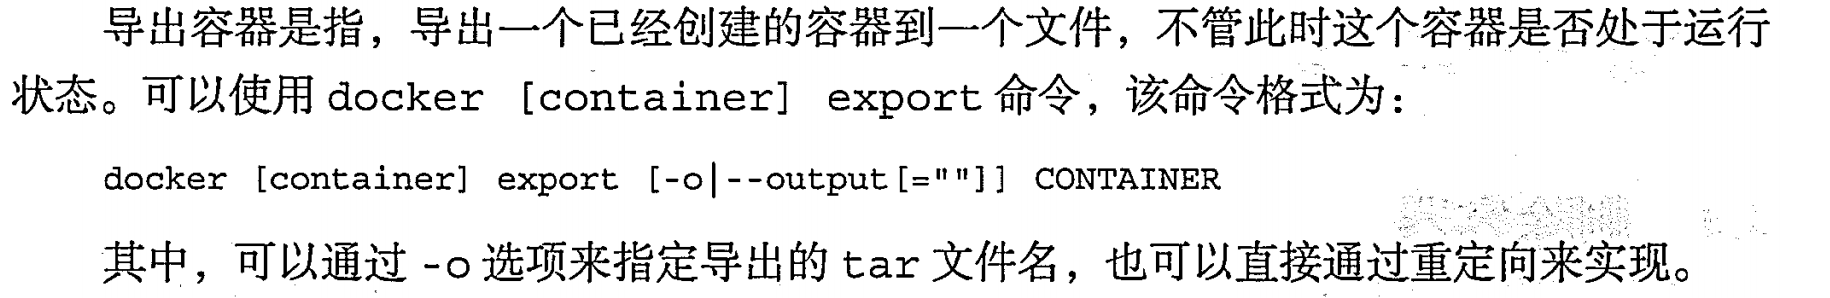 导出容器是指，导出一个已经创建的容器到一个文件，不管此时这个容器是否处于运行
状态。可以使用 docker [container] export 命令，该命令格式为：
docker [container] export [-o|--output[=""]] CONTAINER
其中，可以通过 -o 选项来指定导出的 tar 文件名，也可以直接通过重定向来实现。